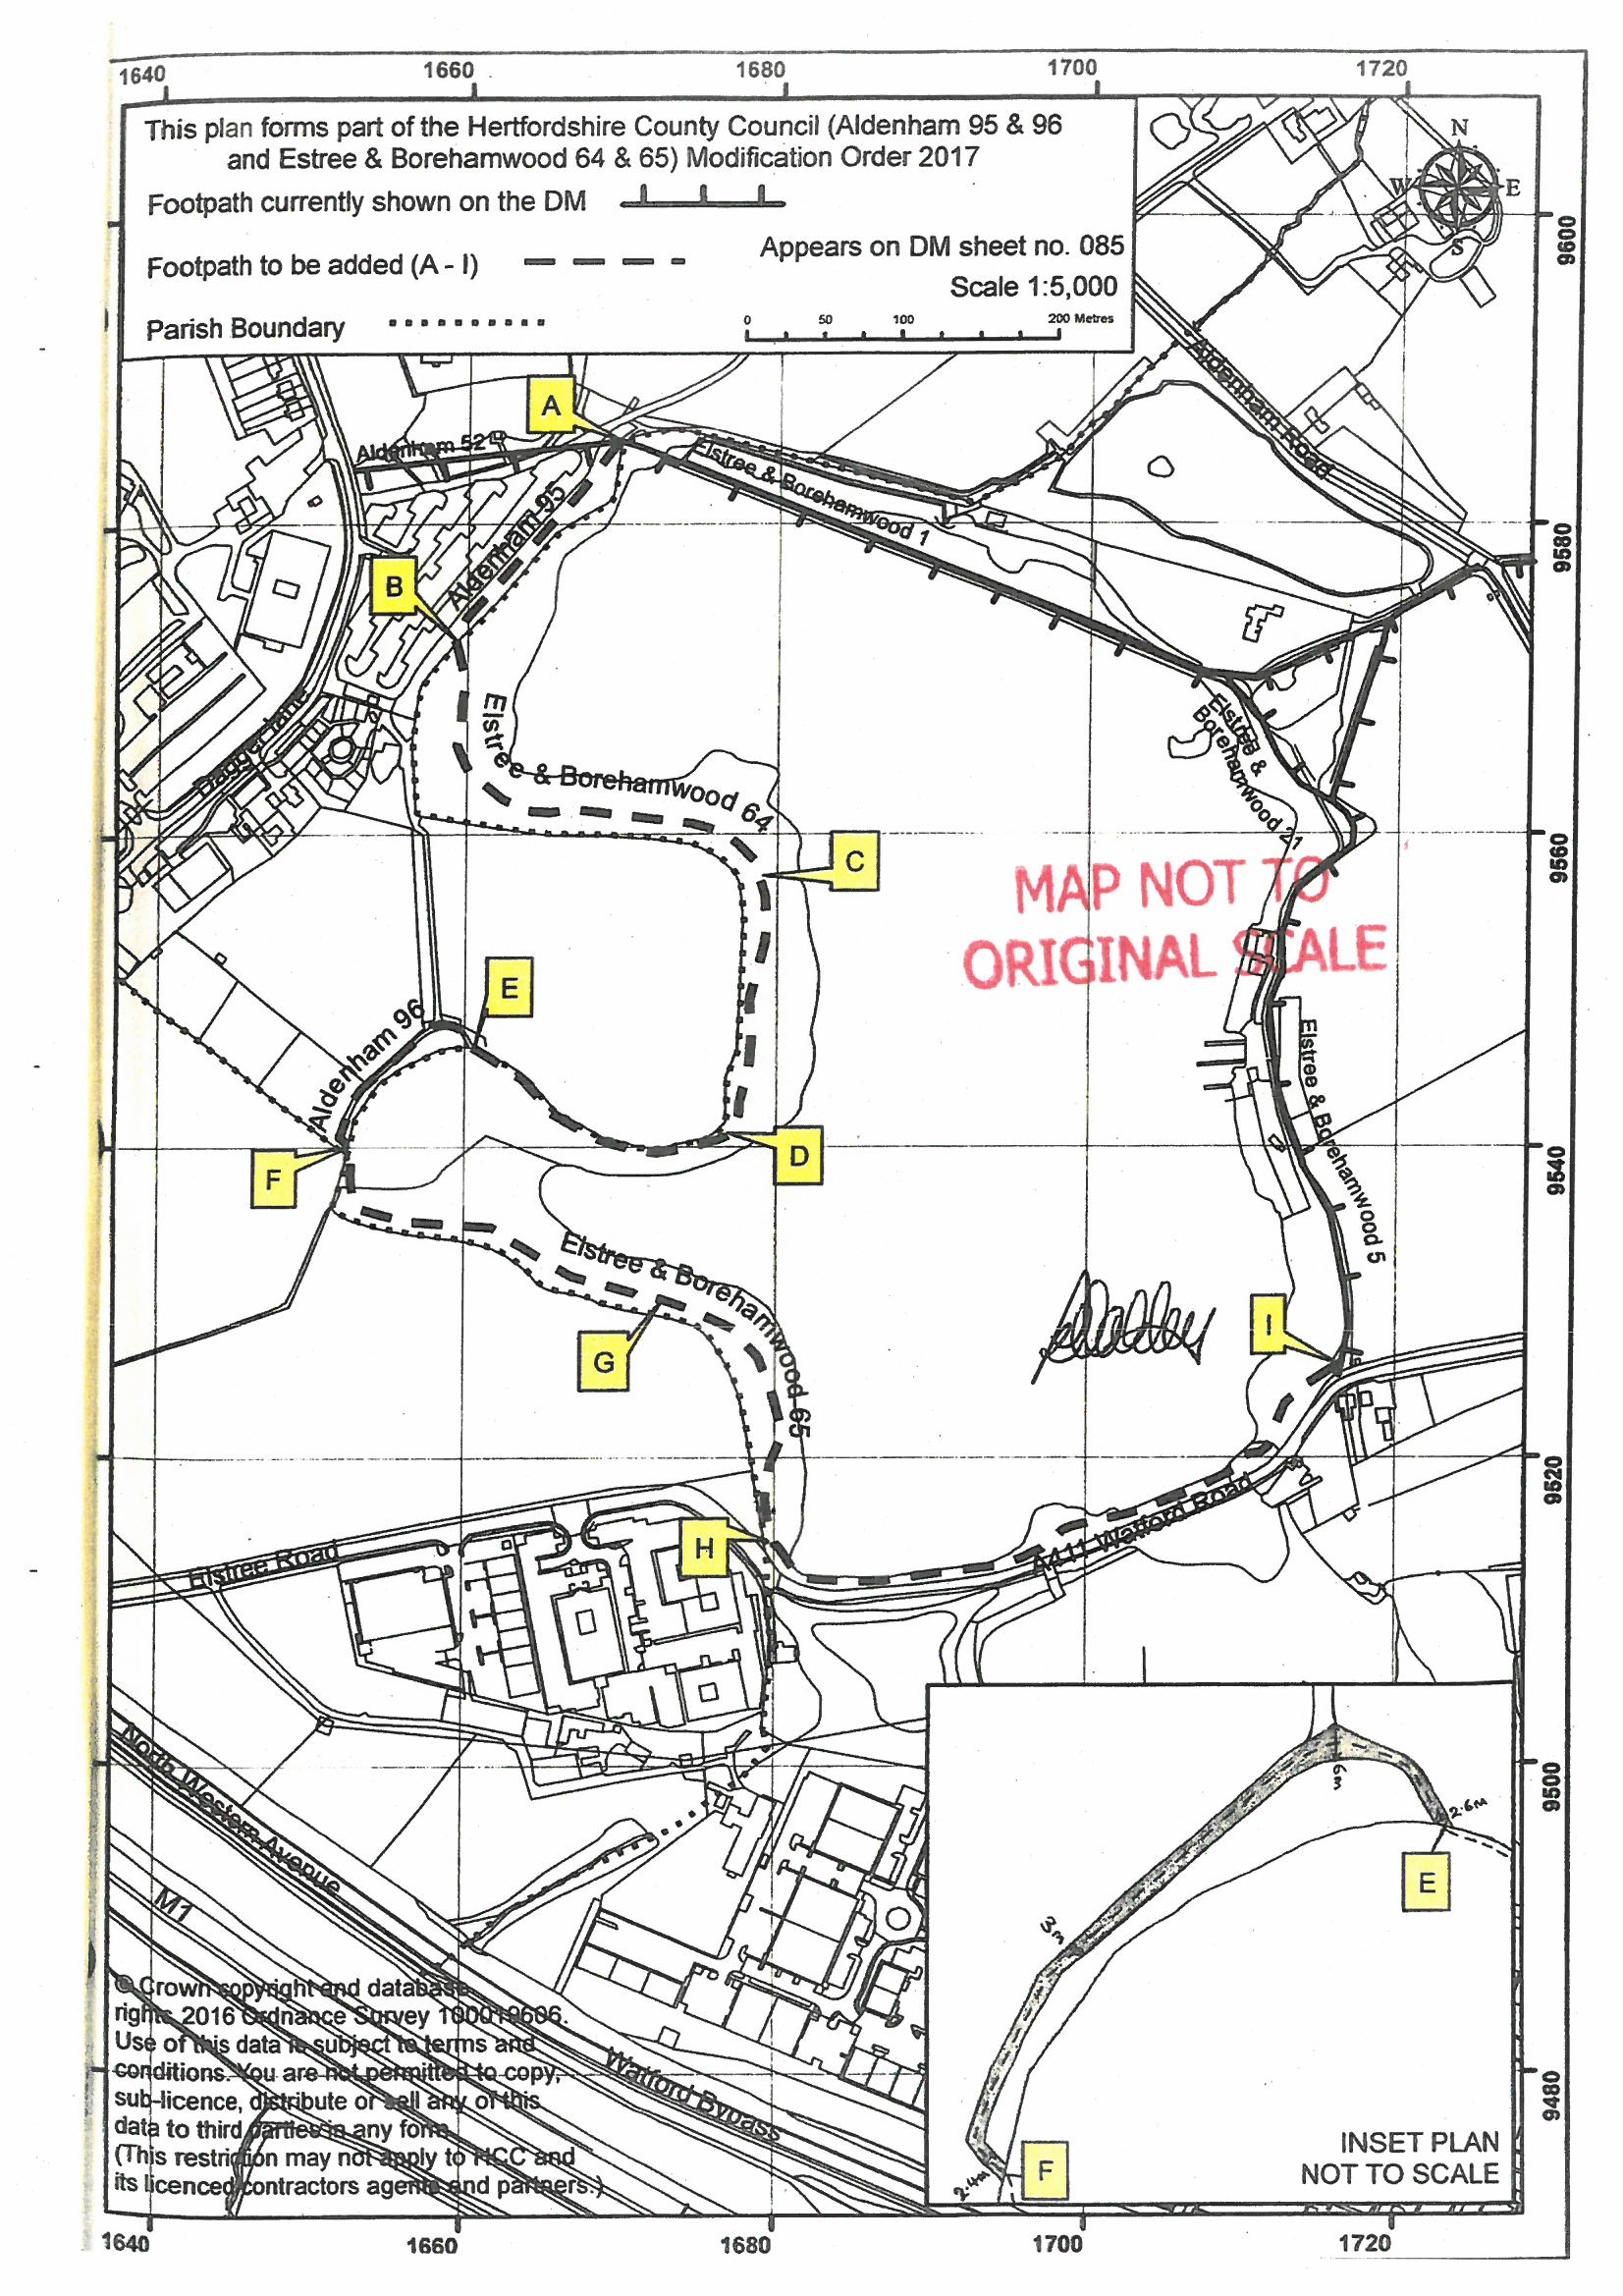 1640 1660 1680 1700 1720
This plan forms part of the Hertfordshire County Council (Aldenham 95 & 96
and Estree & Borehamwood 64 & 65) Modification Order 2017
Footpath currently shown on the DM
Footpath to be added (A - I)
Appears on DM sheet no. 085
Scale 1:5,000
Parish Boundary
0 50 100 200 Metres
N
W E
S
9600
Aldenham Road
A
Aldenham 52
Elstree & Borehamwood 1
9580
Aldenham 95
B
Elstree & Borehamwood 64
Elstree &
Borehamwood 21
C
9560
MAP NOT TO
ORIGINAL SCALE
E
Aldenham 96
Elstree & Borehamwood 5
D
F
9540
Elstree & Borehamwood 65
G
I
9520
H
Elstree Road
A411 Watford Road
North Western Avenue
M1
Watford Bypass
9500
6m
2.6m
E
3m
9480
F
2.4m
INSET PLAN
NOT TO SCALE
© Crown copyright and database
rights 2016 Ordnance Survey 100019606.
Use of this data is subject to terms and
conditions. You are not permitted to copy,
sub-licence, distribute or sell any of this
data to third parties in any form
(This restriction may not apply to HCC and
its licenced contractors agents and partners.)
1640 1660 1680 1700 1720